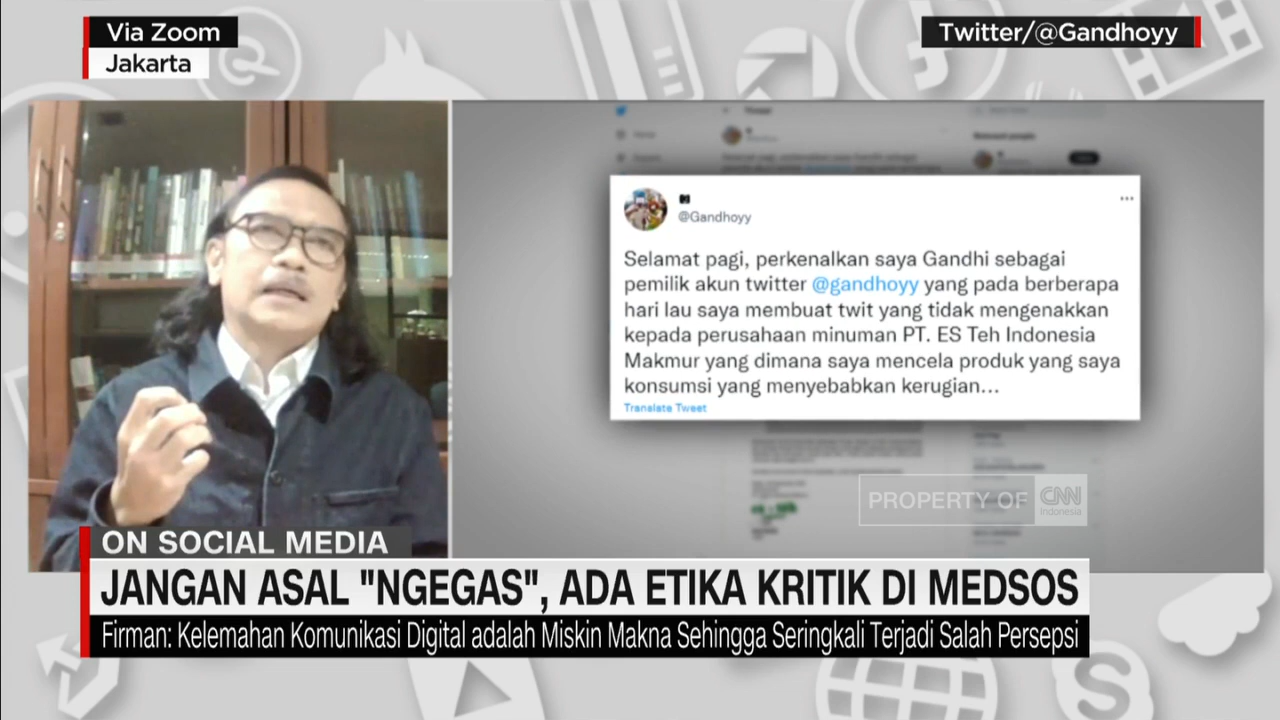 Via Zoom
Jakarta
Twitter/@Gandhoyy
@Gandhoyy
Selamat pagi, perkenalkan saya Gandhi sebagai
pemilik akun twitter @gandhoyy yang pada berberapa
hari lau saya membuat twit yang tidak mengenakkan
kepada perusahaan minuman PT. ES Teh Indonesia
Makmur yang dimana saya mencela produk yang saya
konsumsi yang menyebabkan kerugian...
Translate Tweet
PROPERTY OF CNN Indonesia
ON SOCIAL MEDIA
JANGAN ASAL "NGEGAS", ADA ETIKA KRITIK DI MEDSOS
Firman: Kelemahan Komunikasi Digital adalah Miskin Makna Sehingga Seringkali Terjadi Salah Persepsi